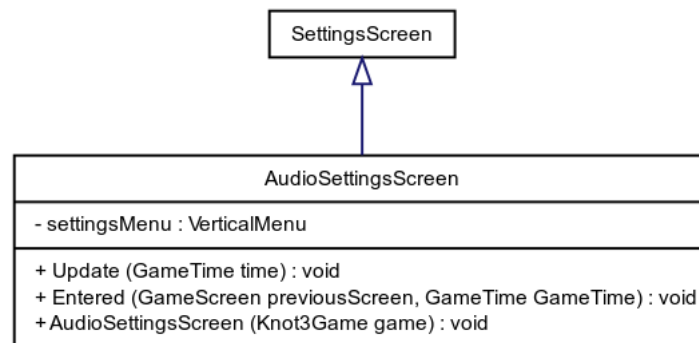 SettingsScreen
AudioSettingsScreen
- settingsMenu : VerticalMenu
+ Update (GameTime time) : void
+ Entered (GameScreen previousScreen, GameTime GameTime) : void
+ AudioSettingsScreen (Knot3Game game) : void